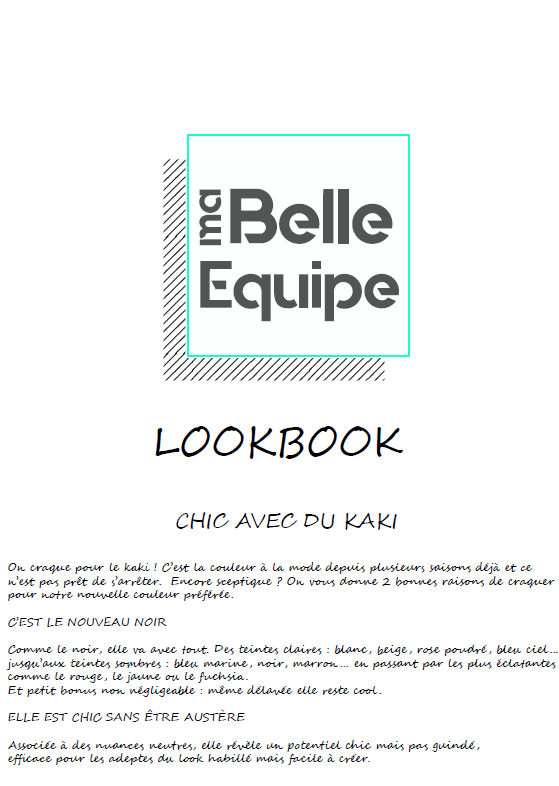 ma Belle
Equipe
LOOKBOOK
CHIC AVEC DU KAKI
On craque pour le kaki ! C'est la couleur à la mode depuis plusieurs saisons déjà et ce
n'est pas prêt de s'arrêter. Encore sceptique ? On vous donne 2 bonnes raisons de craquer
pour notre nouvelle couleur préférée.
C'EST LE NOUVEAU NOIR
Comme le noir, elle va avec tout. Des teintes claires : blanc, beige, rose poudré, bleu ciel...
jusqu'aux teintes sombres : bleu marine, noir, marron... en passant par les plus éclatantes
comme le rouge, le jaune ou le fuchsia.
Et petit bonus non négligeable : même délavée elle reste cool.
ELLE EST CHIC SANS ÊTRE AUSTÈRE
Associée à des nuances neutres, elle révèle un potentiel chic mais pas guindé,
efficace pour les adeptes du look habillé mais facile à créer.